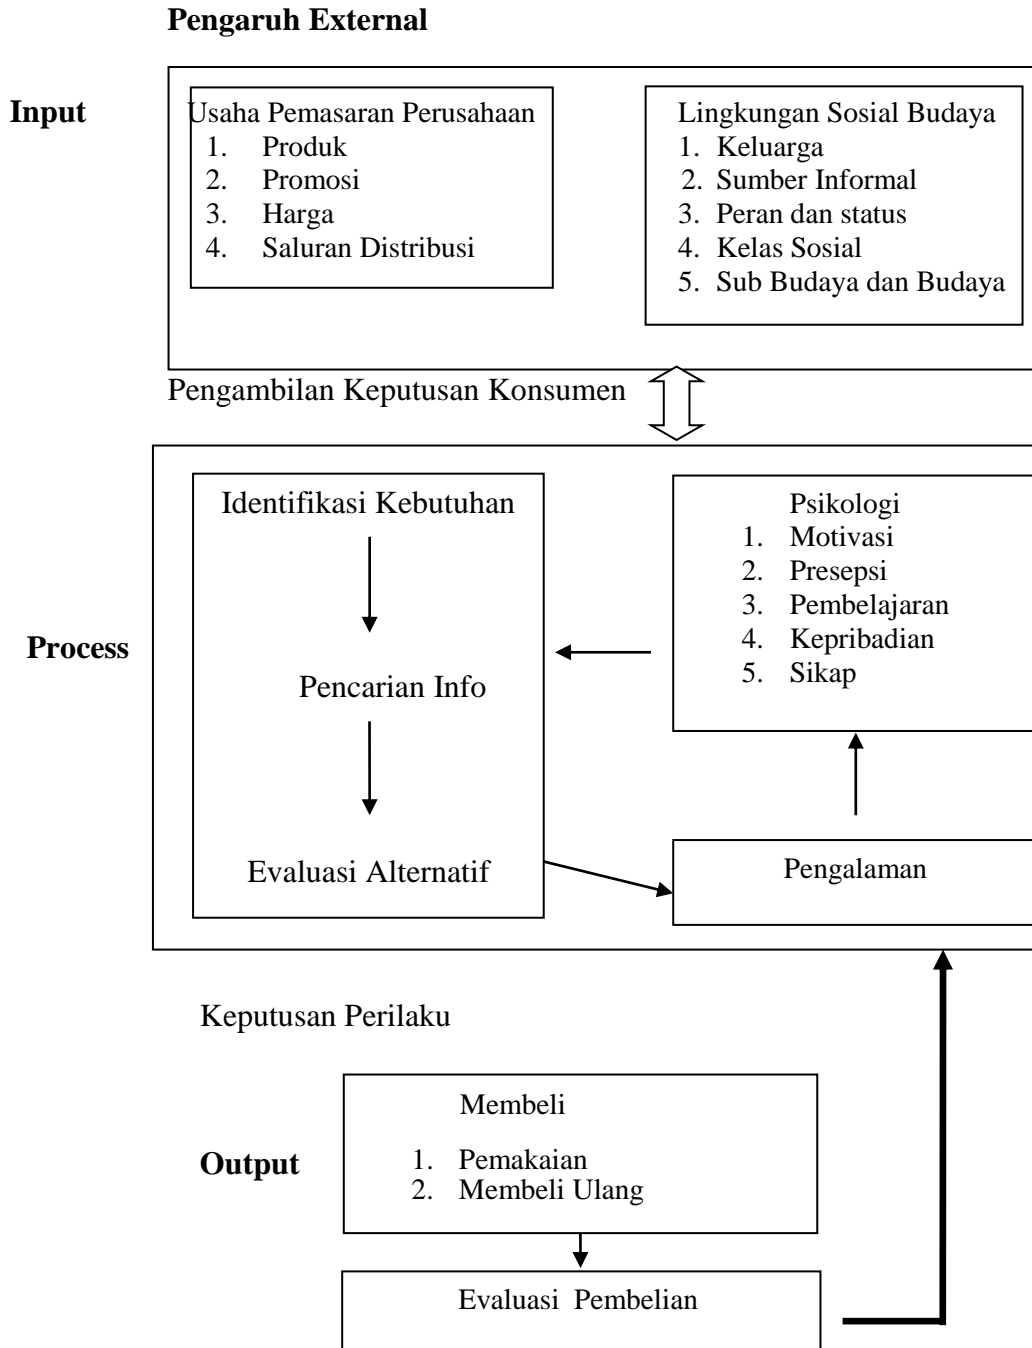 Pengaruh External
Input
Usaha Pemasaran Perusahaan
1. Produk
2. Promosi
3. Harga
4. Saluran Distribusi
Lingkungan Sosial Budaya
1. Keluarga
2. Sumber Informal
3. Peran dan status
4. Kelas Sosial
5. Sub Budaya dan Budaya
Pengambilan Keputusan Konsumen
Process
Identifikasi Kebutuhan
Pencarian Info
Evaluasi Alternatif
Psikologi
1. Motivasi
2. Presepsi
3. Pembelajaran
4. Kepribadian
5. Sikap
Pengalaman
Keputusan Perilaku
Output
Membeli
1. Pemakaian
2. Membeli Ulang
Evaluasi Pembelian